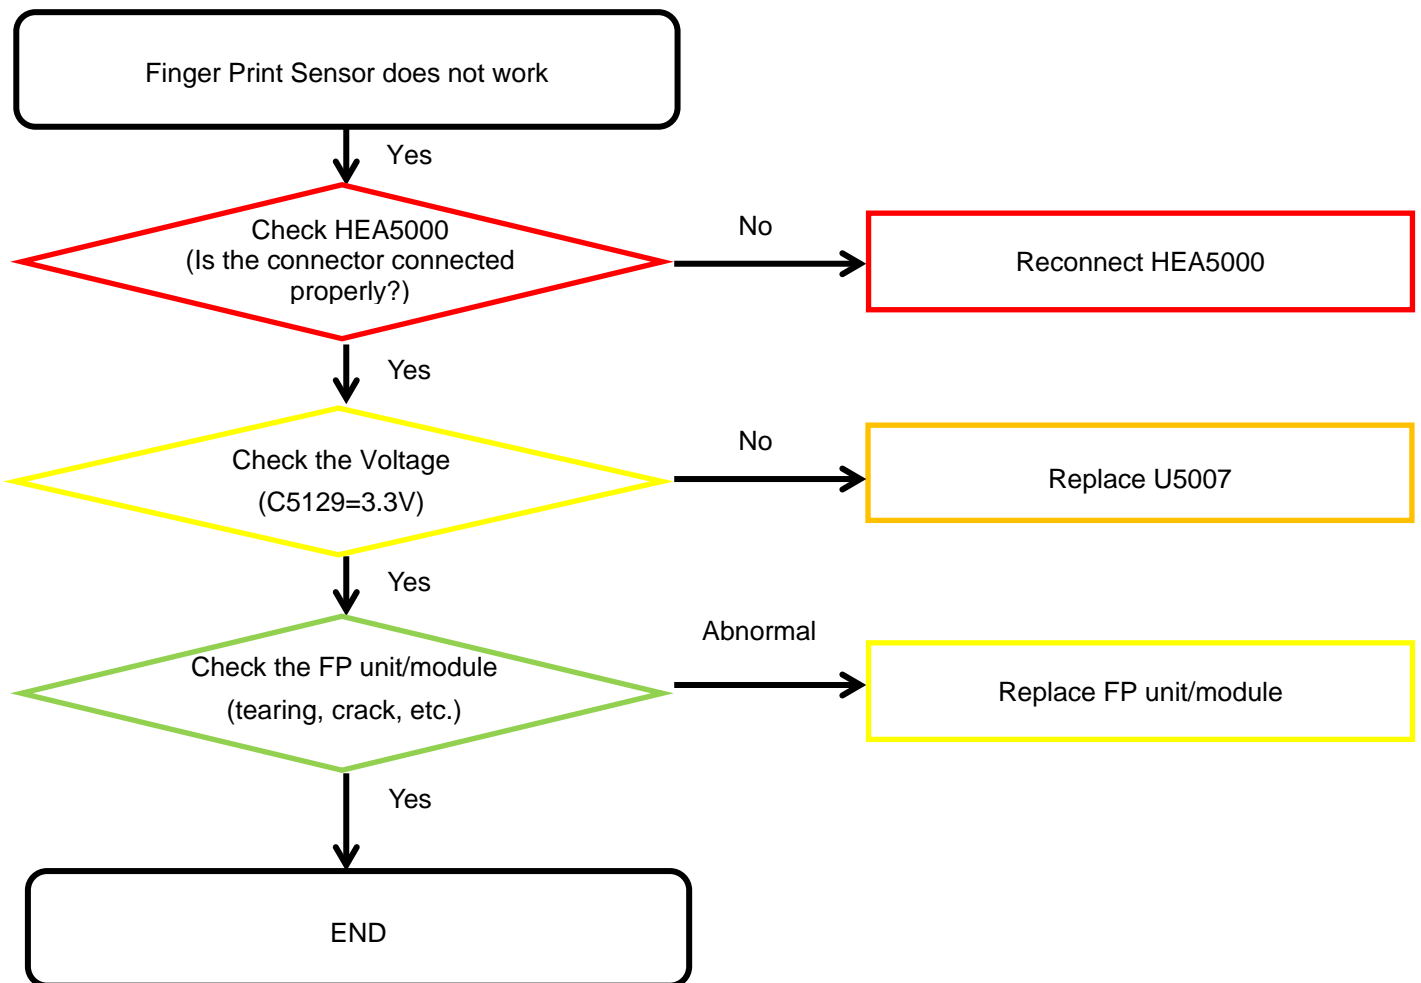 Finger Print Sensor does not work
Yes
Check HEA5000
(Is the connector connected
properly?)
No
Reconnect HEA5000
Yes
Check the Voltage
(C5129=3.3V)
No
Replace U5007
Yes
Check the FP unit/module
(tearing, crack, etc.)
Abnormal
Replace FP unit/module
Yes
END